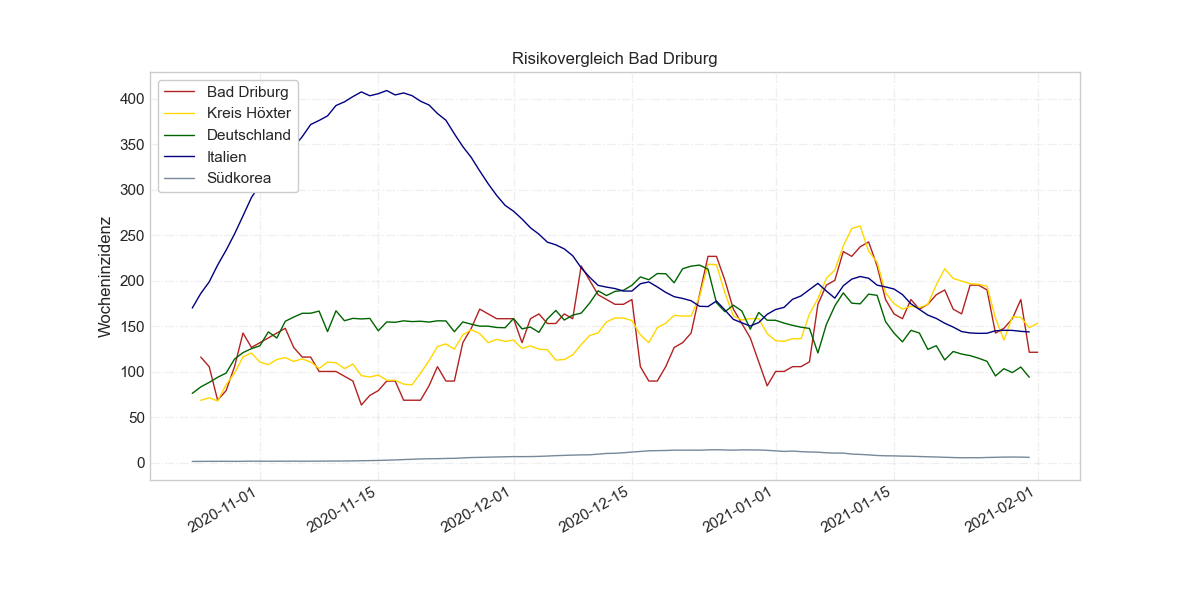 Risikovergleich Bad Driburg
Bad Driburg
Kreis Höxter
Deutschland
Italien
Südkorea
Wocheninzidenz
400
350
300
250
200
150
100
50
0
2020-11-01
2020-11-15
2020-12-01
2020-12-15
2021-01-01
2021-01-15
2021-02-01